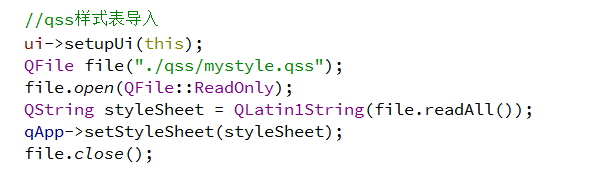 //qss样式表导入
ui->setupUi(this);
QFile file("./qss/mystyle.qss");
file.open(QFile::ReadOnly);
QString styleSheet = QLatin1String(file.readAll());
qApp->setStyleSheet(styleSheet);
file.close();